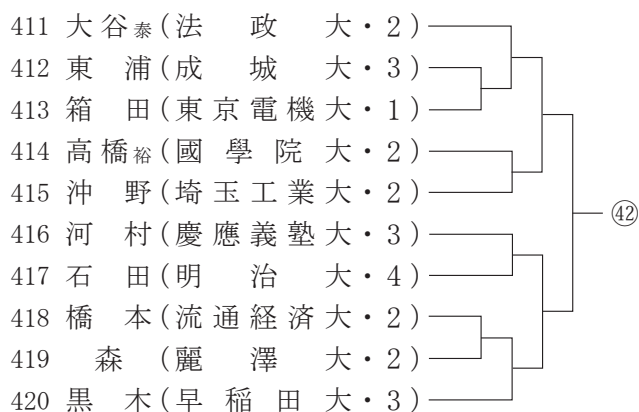 411 大谷泰(法政大・2)
412 東浦(成城大・3)
413 箱田(東京電機大・1)
414 高橋裕(國學院大・2)
415 沖野(埼玉工業大・2)
㊷
416 河村(慶應義塾大・3)
417 石田(明治大・4)
418 橋本(流通経済大・2)
419 森(麗澤大・2)
420 黒木(早稲田大・3)